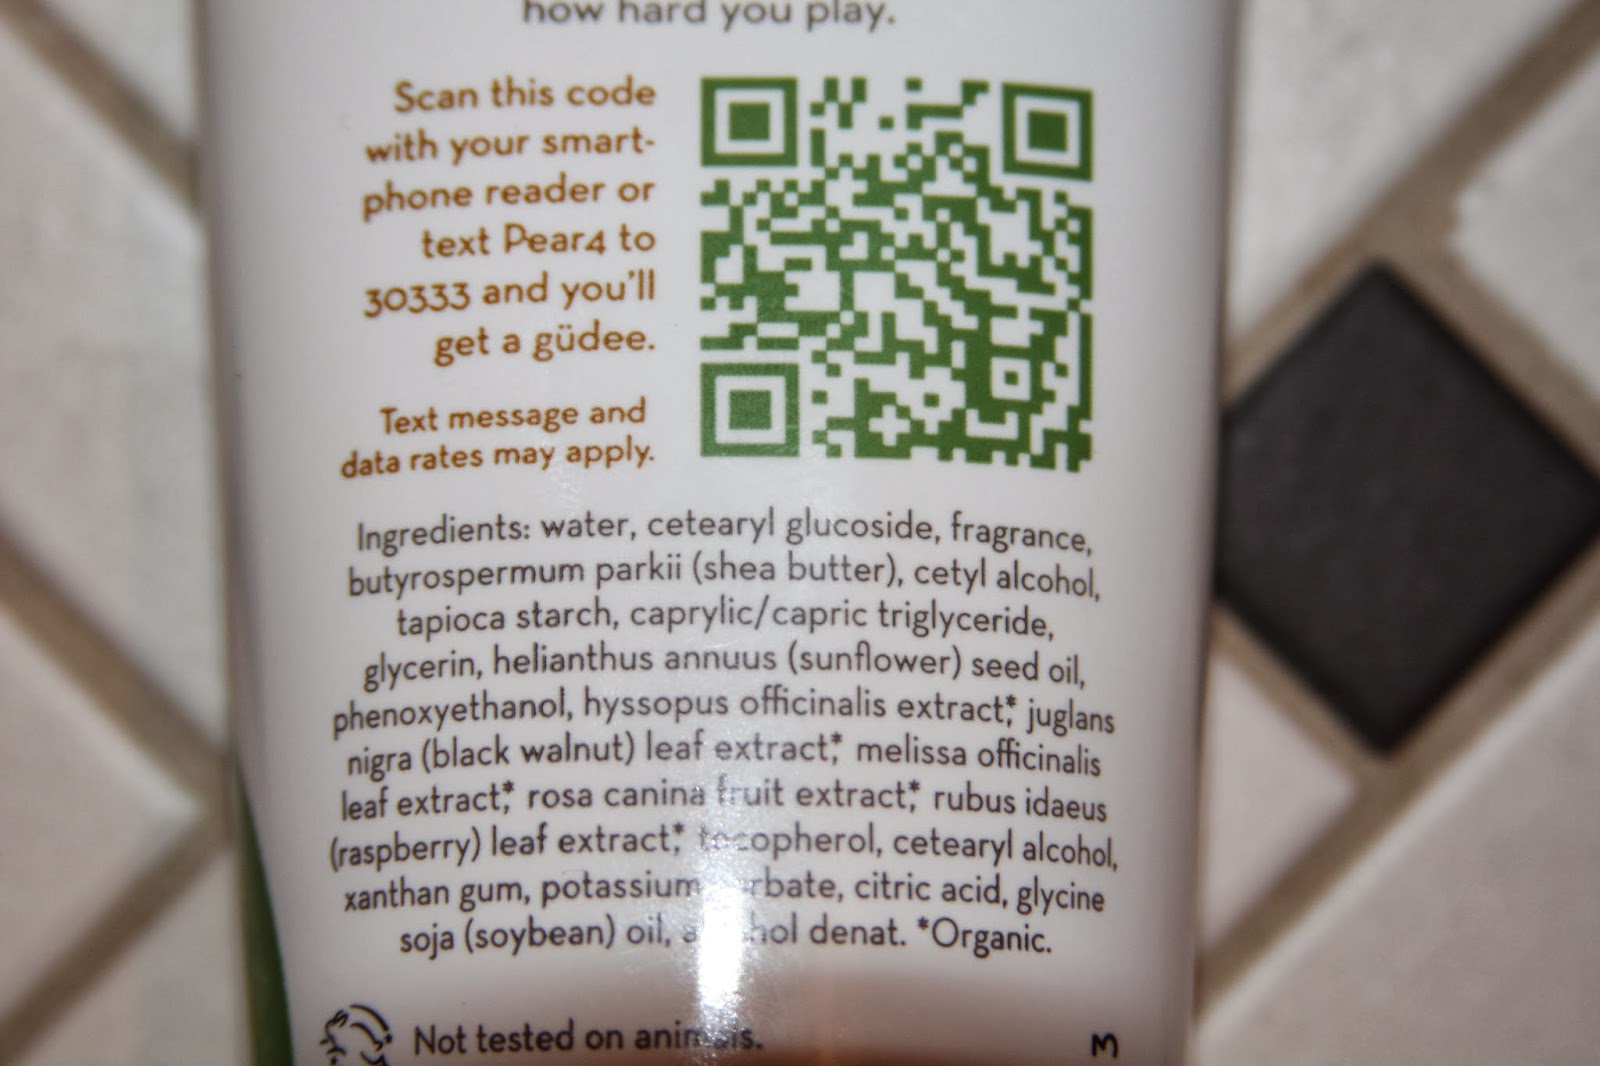 how hard you play.
Scan this code
with your smart-
phone reader or
text Pear4 to
30333 and you'll
get a güdee.
Text message and
data rates may apply.
Ingredients: water, cetearyl glucoside, fragrance,
butyrospermum parkii (shea butter), cetyl alcohol,
tapioca starch, caprylic/capric triglyceride,
glycerin, helianthus annuus (sunflower) seed oil,
phenoxyethanol, hyssopus officinalis extract,* juglans
nigra (black walnut) leaf extract,* melissa officinalis
leaf extract,* rosa canina fruit extract,* rubus idaeus
(raspberry) leaf extract,* tocopherol, cetearyl alcohol,
xanthan gum, potassium sorbate, citric acid, glycine
soja (soybean) oil, alcohol denat. *Organic.
Not tested on animals.
M